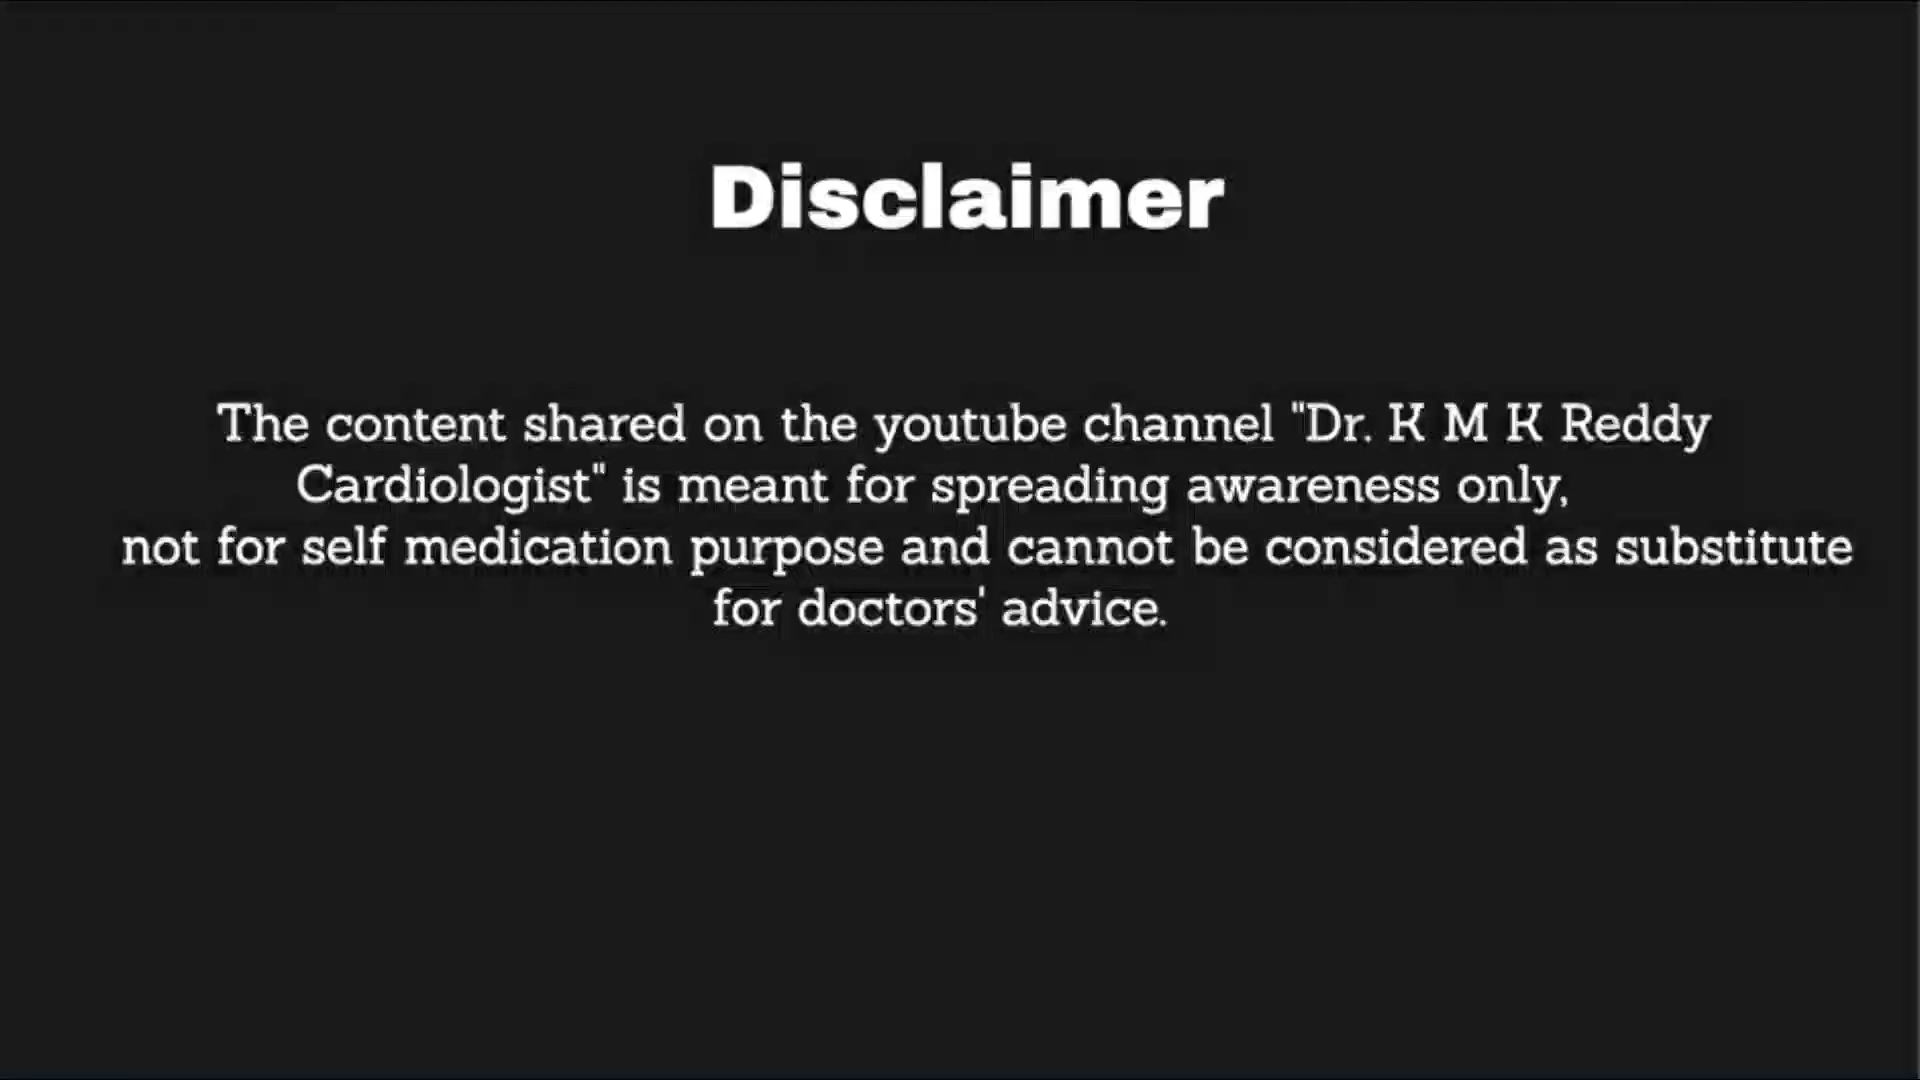 Disclaimer
The content shared on the youtube channel "Dr. K M K Reddy
Cardiologist" is meant for spreading awareness only,
not for self medication purpose and cannot be considered as substitute
for doctors' advice.